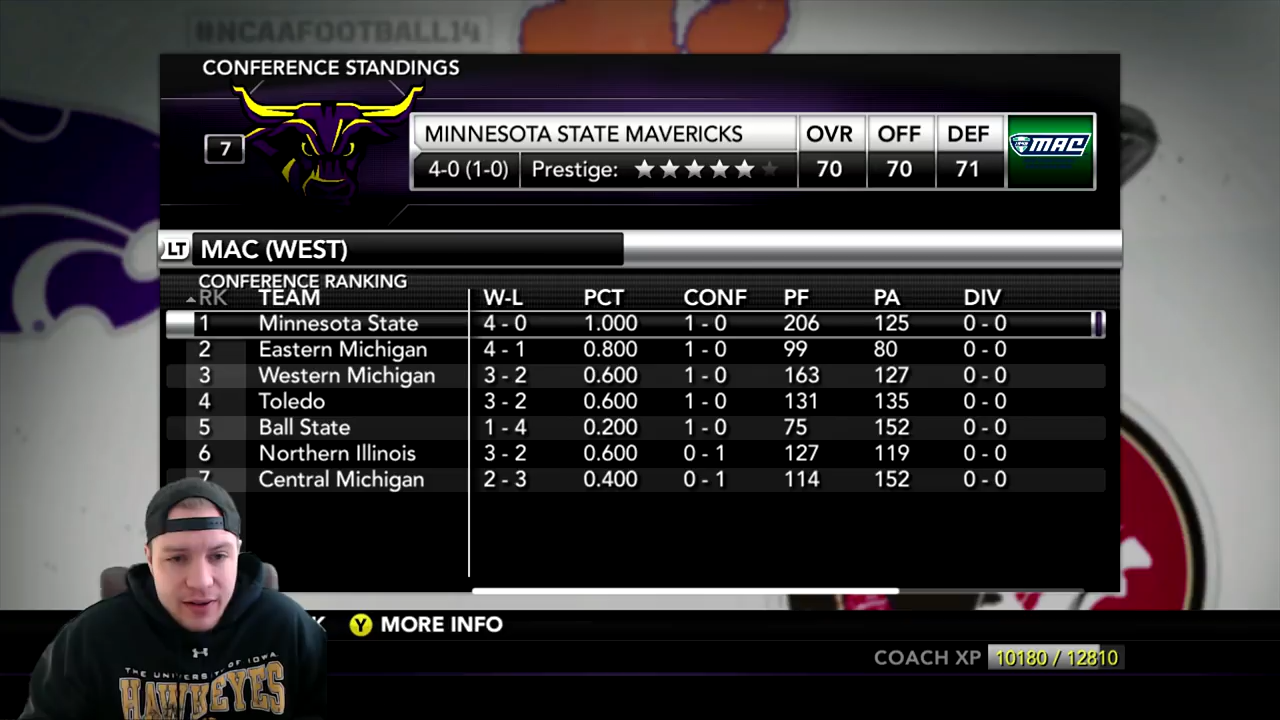 #NCAAFOOTBALL14
CONFERENCE STANDINGS
7
MINNESOTA STATE MAVERICKS OVR OFF DEF MAC
4-0 (1-0) Prestige: 70 70 71
LT MAC (WEST)
CONFERENCE RANKING
RK TEAM W-L PCT CONF PF PA DIV
1 Minnesota State 4 - 0 1.000 1 - 0 206 125 0 - 0
2 Eastern Michigan 4 - 1 0.800 1 - 0 99 80 0 - 0
3 Western Michigan 3 - 2 0.600 1 - 0 163 127 0 - 0
4 Toledo 3 - 2 0.600 1 - 0 131 135 0 - 0
5 Ball State 1 - 4 0.200 1 - 0 75 152 0 - 0
6 Northern Illinois 3 - 2 0.600 0 - 1 127 119 0 - 0
7 Central Michigan 2 - 3 0.400 0 - 1 114 152 0 - 0
Y MORE INFO
COACH XP 10180 / 12810
THE UNIVERSITY OF IOWA
HAWKEYES